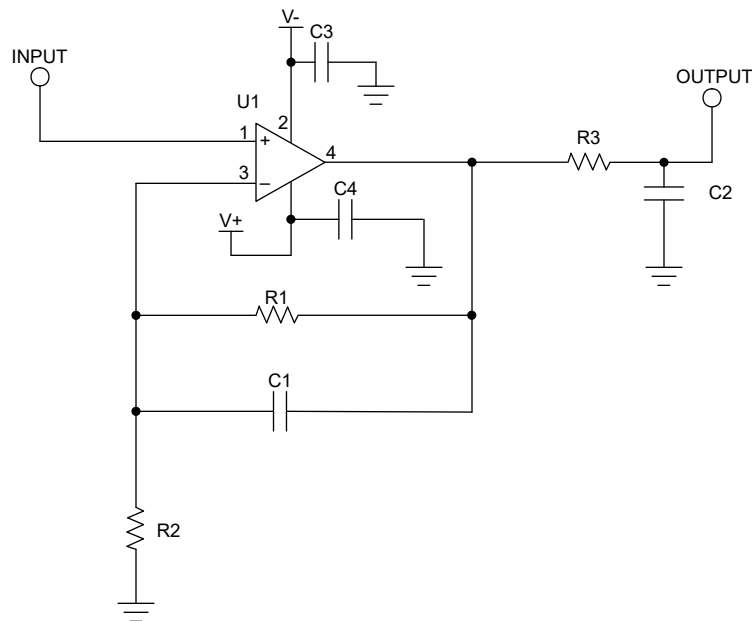 V-
C3
INPUT
OUTPUT
U1
2
R3
1
+
4
3
–
C4
C2
V+
R1
C1
R2